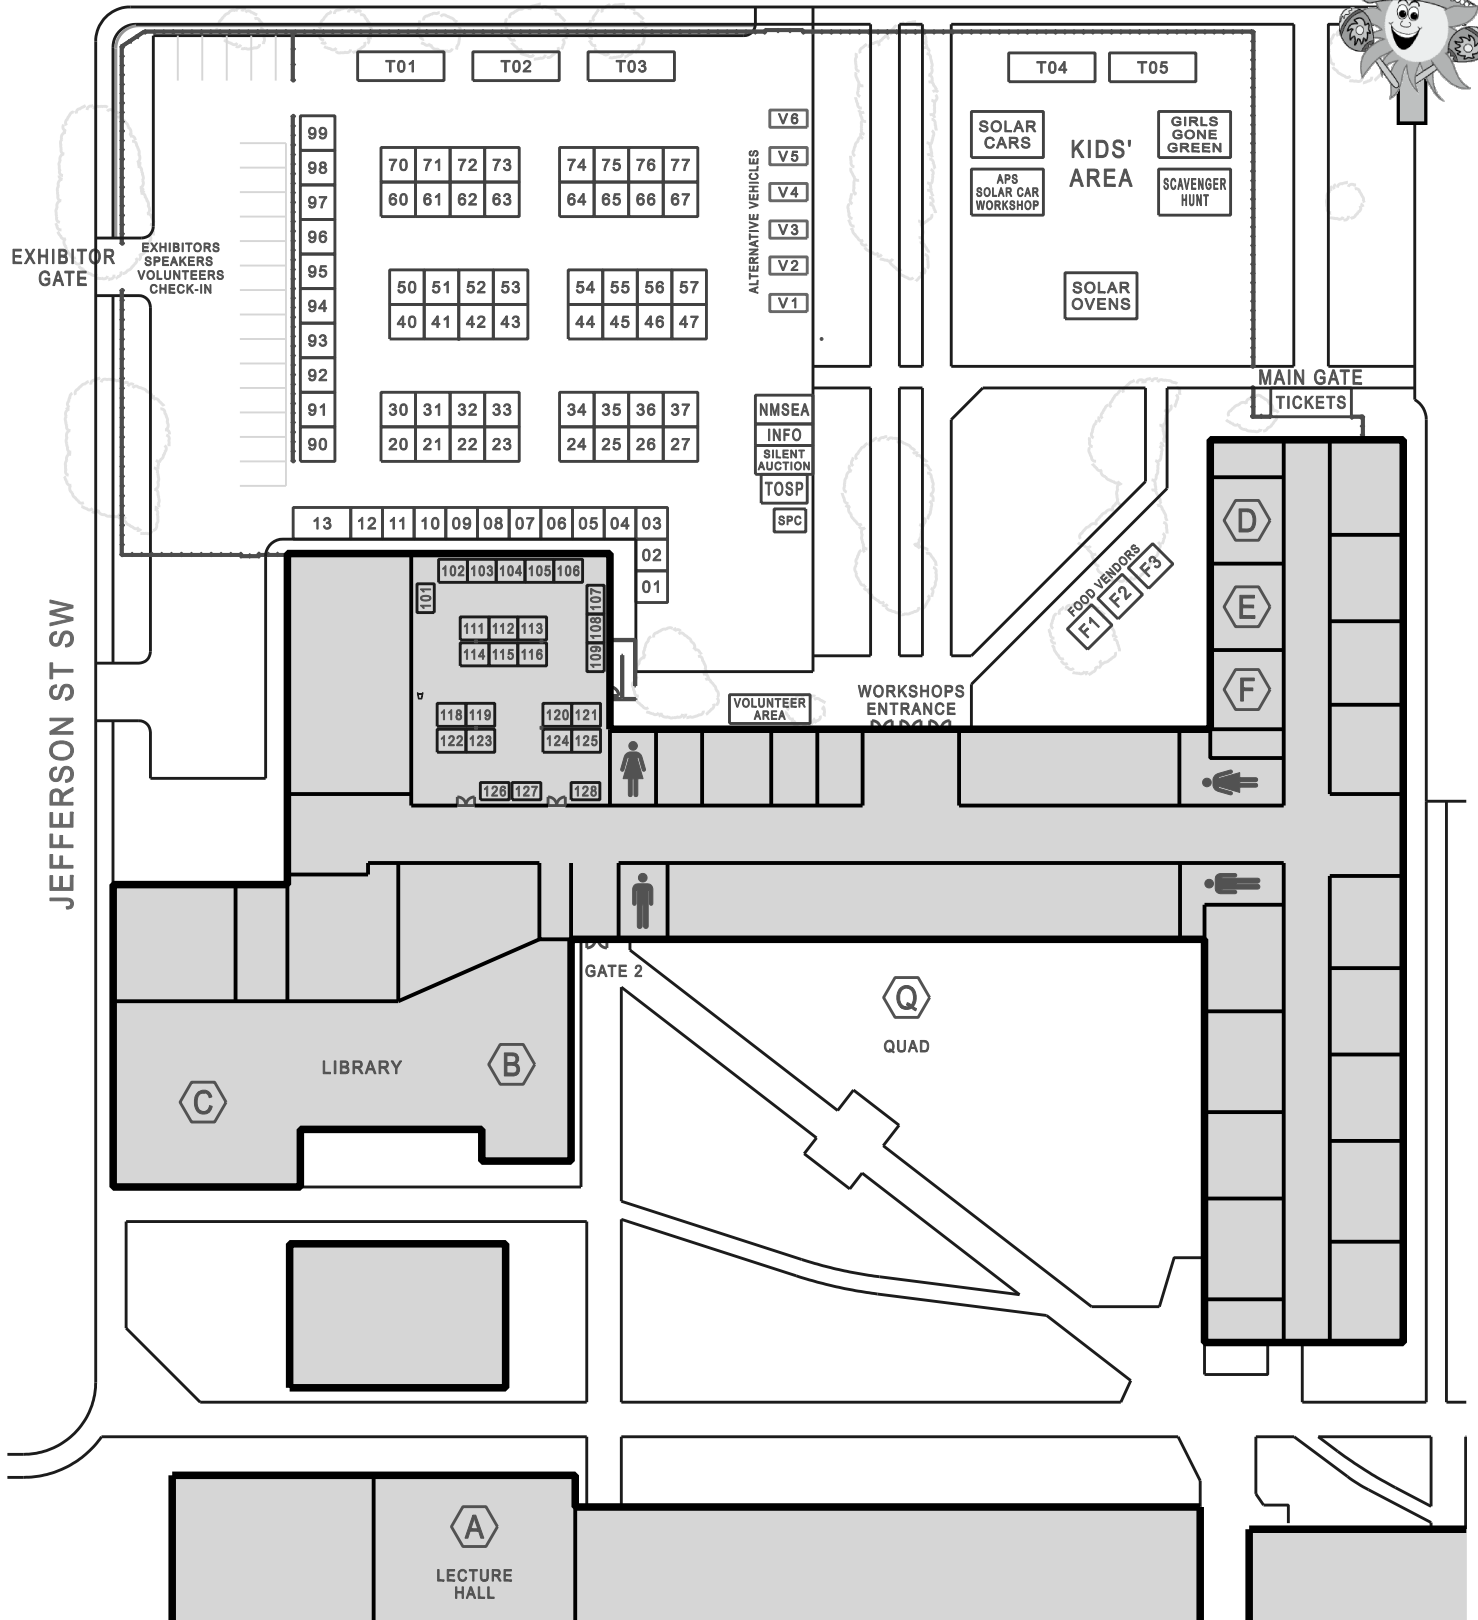 T01 T02 T03 T04 T05
V6
V5
V4
V3
V2
V1
ALTERNATIVE VEHICLES
SOLAR
CARS
GIRLS
GONE
GREEN
KIDS'
AREA
APS
SOLAR CAR
WORKSHOP
SCAVENGER
HUNT
SOLAR
OVENS
99
98
97
96
95
94
93
92
91
90
70 71 72 73 74 75 76 77
60 61 62 63 64 65 66 67
50 51 52 53 54 55 56 57
40 41 42 43 44 45 46 47
30 31 32 33 34 35 36 37
20 21 22 23 24 25 26 27
EXHIBITOR
GATE
EXHIBITORS
SPEAKERS
VOLUNTEERS
CHECK-IN
MAIN GATE
TICKETS
NMSEA
INFO
SILENT
AUCTION
TOSP
SPC
13 12 11 10 09 08 07 06 05 04 03
02
01
102 103 104 105 106
101
107
108
109
111 112 113
114 115 116
118 119 120 121
122 123 124 125
126 127 128
FOOD VENDORS
F1 F2 F3
D
E
F
VOLUNTEER
AREA
WORKSHOPS
ENTRANCE
JEFFERSON ST SW
GATE 2
Q
QUAD
LIBRARY
B
C
A
LECTURE
HALL